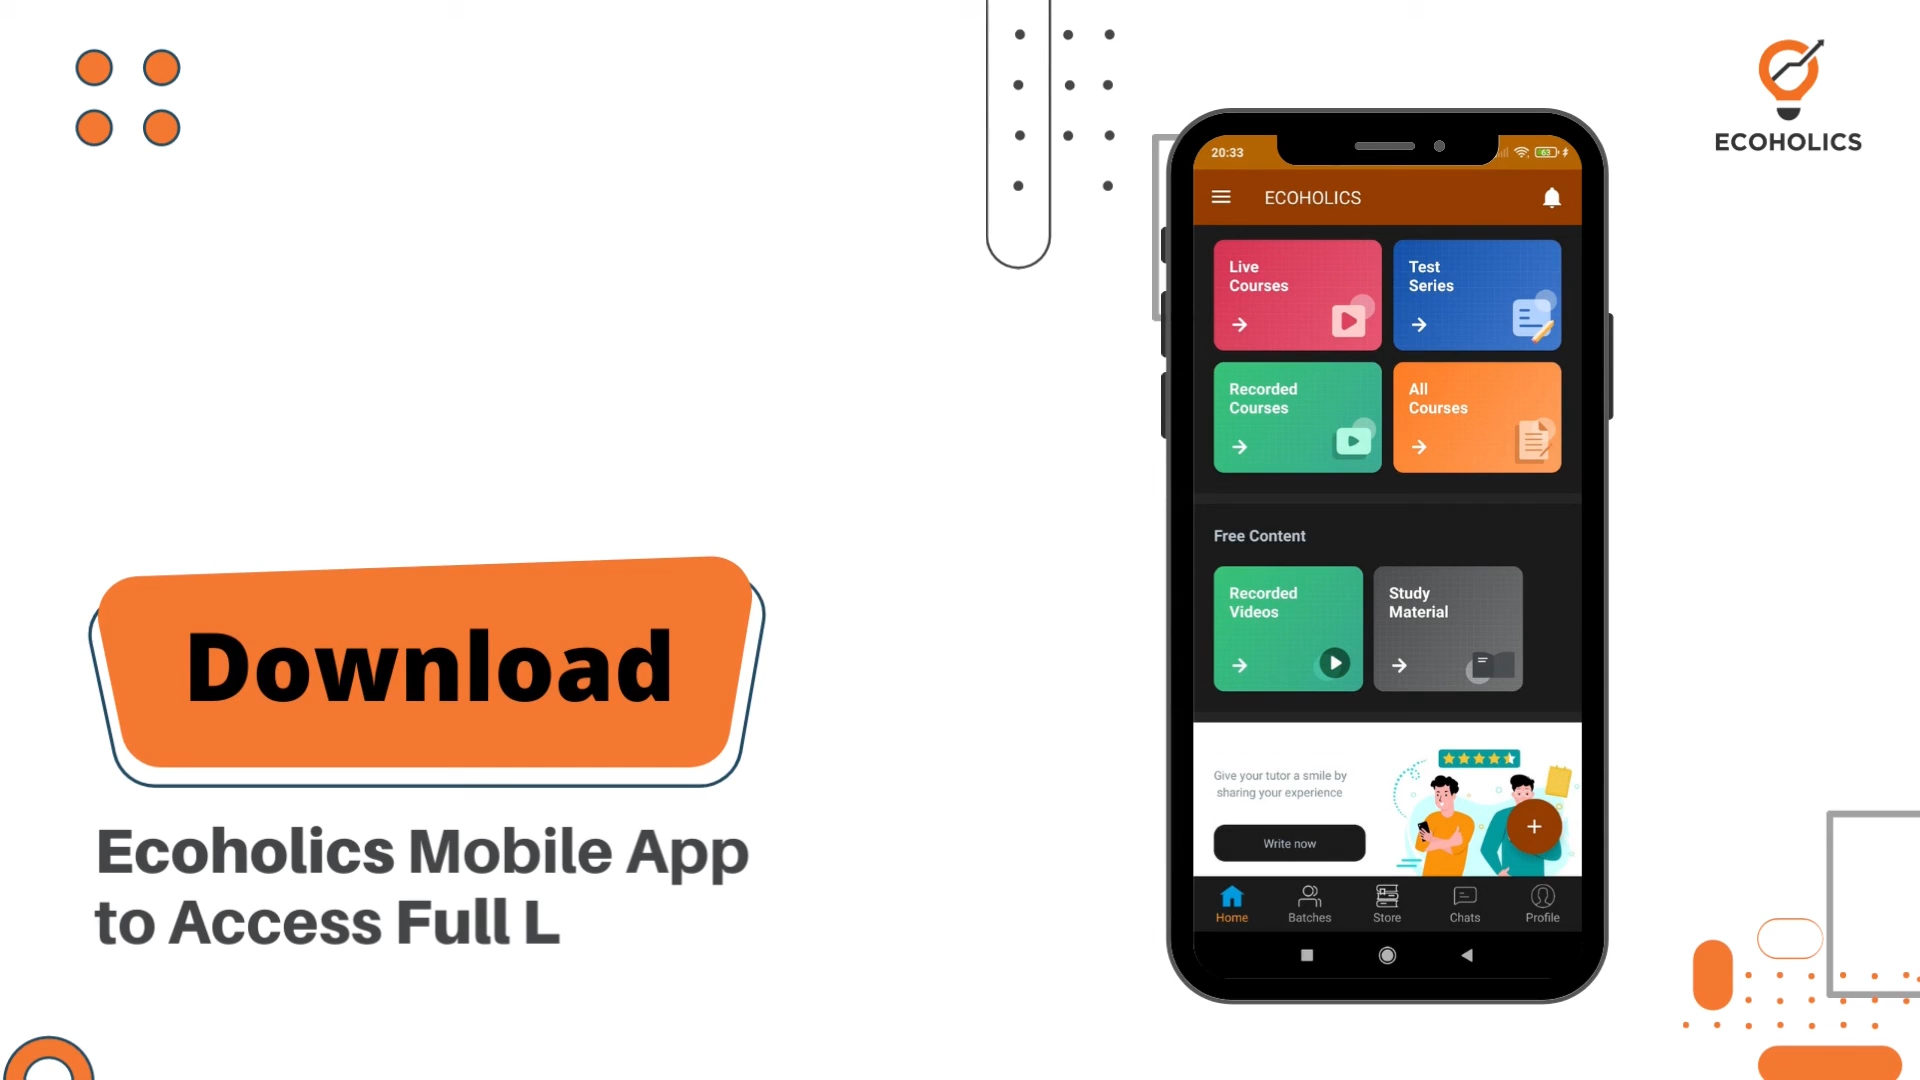 ECOHOLICS
Download
Ecoholics Mobile App
to Access Full L
20:33
63
ECOHOLICS
Live
Courses
Test
Series
Recorded
Courses
All
Courses
Free Content
Recorded
Videos
Study
Material
Give your tutor a smile by
sharing your experience
Write now
Home
Batches
Store
Chats
Profile